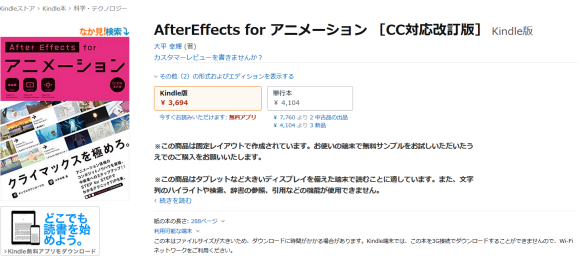 Kindleストア › Kindle本 › 科学・テクノロジー
なか見!検索
After Effects for
アニメーション
クライマックスを極めろ。
どこでも
読書を始
めよう。
›Kindle無料アプリをダウンロード
AfterEffects for アニメーション [CC対応改訂版] Kindle版
大平 幸輝 (著)
カスタマーレビューを書きませんか?
その他 (2) の形式およびエディションを表示する
Kindle版
¥ 3,694
単行本
¥ 4,104
今すぐお読みいただけます: 無料アプリ
¥ 7,760 より 2 中古品の出品
¥ 4,104 より 3 新品
※この商品は固定レイアウトで作成されています。お使いの端末で無料サンプルをお試しいただいたう
えでのご購入をお願いいたします。
※この商品はタブレットなど大きいディスプレイを備えた端末で読むことに適しています。また、文字
列のハイライトや検索、辞書の参照、引用などの機能が使用できません。
続きを読む
紙の本の長さ: 288ページ
利用可能な端末
この本はファイルサイズが大きいため、ダウンロードに時間がかかる場合があります。Kindle端末では、この本を3G接続でダウンロードすることができませんので、Wi-Fi
ネットワークをご利用ください。